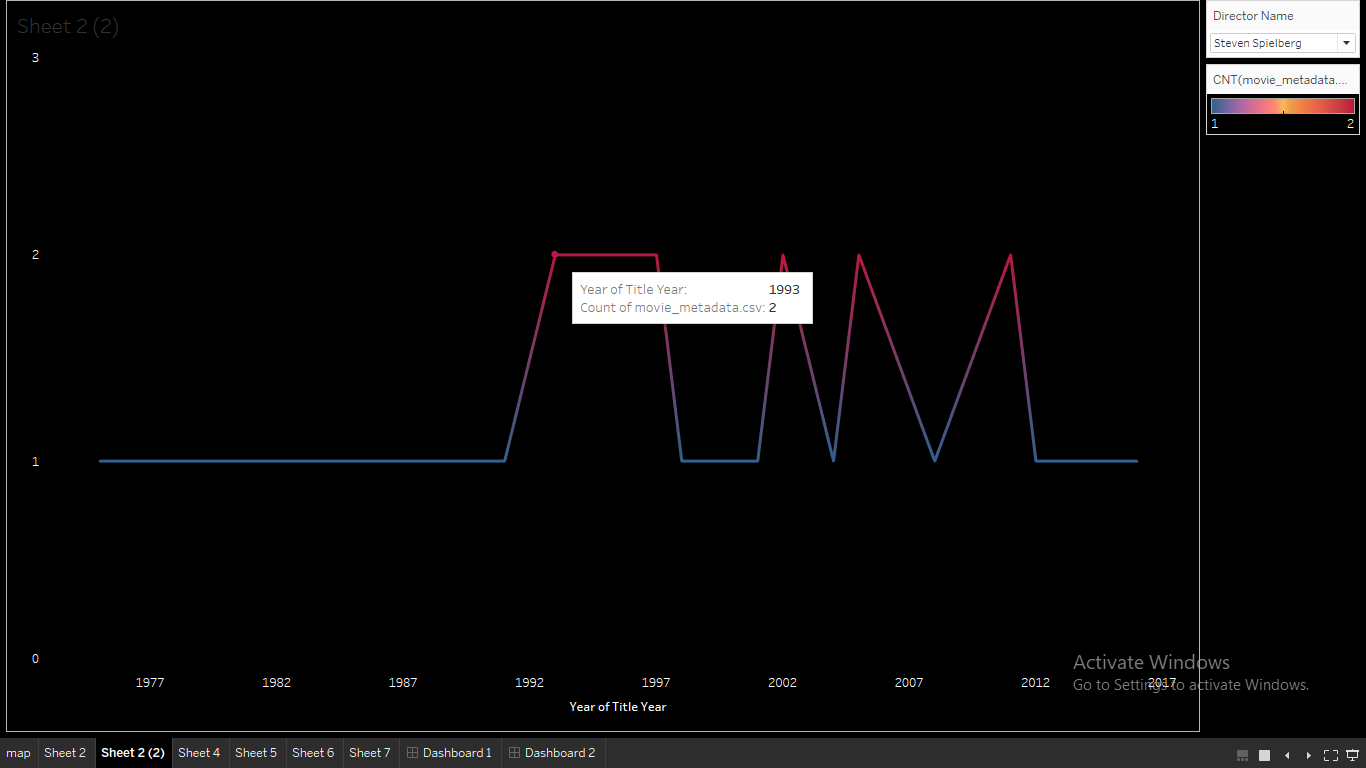 Sheet 2 (2)
3
2
1
0
Year of Title Year: 1993
Count of movie_metadata.csv: 2
1977 1982 1987 1992 1997 2002 2007 2012 2017
Year of Title Year
Director Name
Steven Spielberg
CNT(movie_metadata....
1 2
Activate Windows
Go to Settings to activate Windows.
map Sheet 2 Sheet 2 (2) Sheet 4 Sheet 5 Sheet 6 Sheet 7 Dashboard 1 Dashboard 2